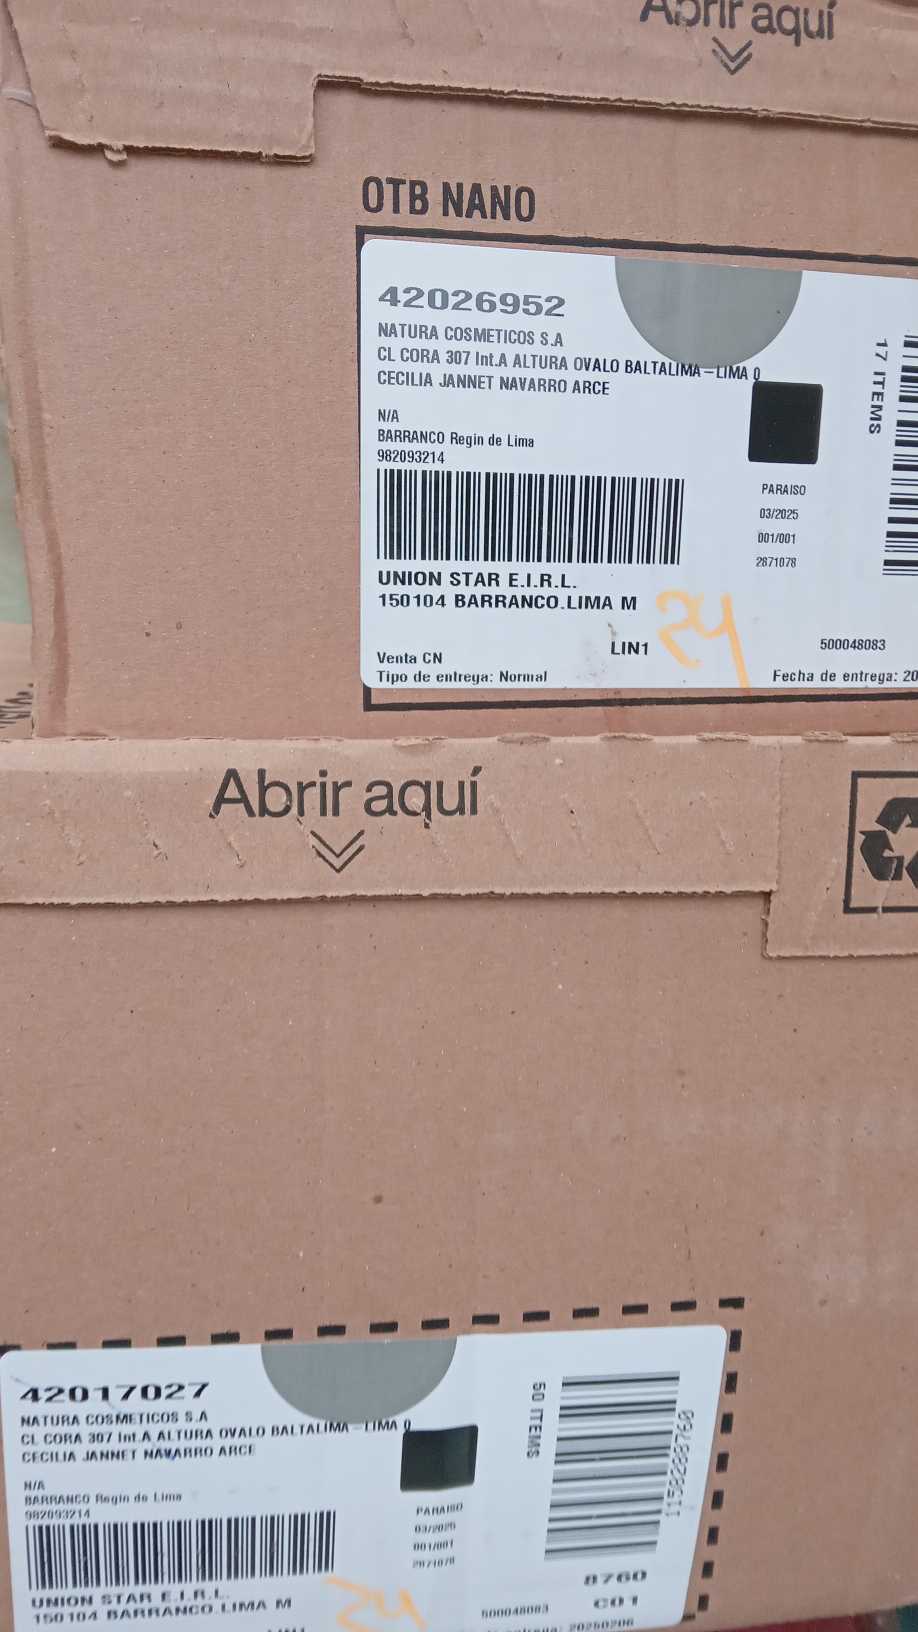 Abrir aquí
OTB NANO
42026952
NATURA COSMETICOS S.A
CL CORA 307 Int.A ALTURA OVALO BALTALIMA-LIMA 0
CECILIA JANNET NAVARRO ARCE
N/A
BARRANCO Regin de Lima
982093214
17 ITEMS
PARAISO
03/2025
001/001
2871078
UNION STAR E.I.R.L.
150104 BARRANCO.LIMA M
24
LIN1
500048083
Venta CN
Tipo de entrega: Normal
Fecha de entrega: 20
Abrir aquí
42017027
NATURA COSMETICOS S.A
CL CORA 307 Int.A ALTURA OVALO BALTALIMA-LIMA 0
CECILIA JANNET NAVARRO ARCE
N/A
BARRANCO Regin de Lima
982093214
50 ITEMS
PARAISO
03/2025
001/001
2871078
UNION STAR E.I.R.L.
150104 BARRANCO.LIMA M
24
8760
C01
500048083
entrega: 20250206